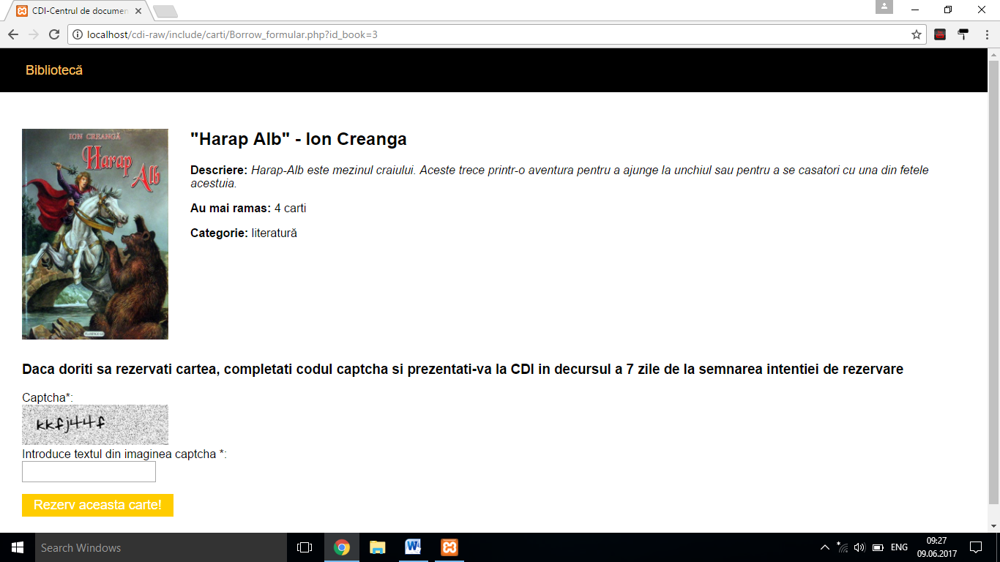 CDI-Centrul de documen
localhost/cdi-raw/include/carti/Borrow_formular.php?id_book=3
Bibliotecă
ION CREANGĂ
Harap
Alb
"Harap Alb" - Ion Creanga
Descriere: Harap-Alb este mezinul craiului. Aceste trece printr-o aventura pentru a ajunge la unchiul sau pentru a se casatori cu una din fetele
acestuia.
Au mai ramas: 4 carti
Categorie: literatură
Daca doriti sa rezervati cartea, completati codul captcha si prezentati-va la CDI in decursul a 7 zile de la semnarea intentiei de rezervare
Captcha*:
kkfj44f
Introduce textul din imaginea captcha *:
Rezerv aceasta carte!
Search Windows
ENG
09:27
09.06.2017